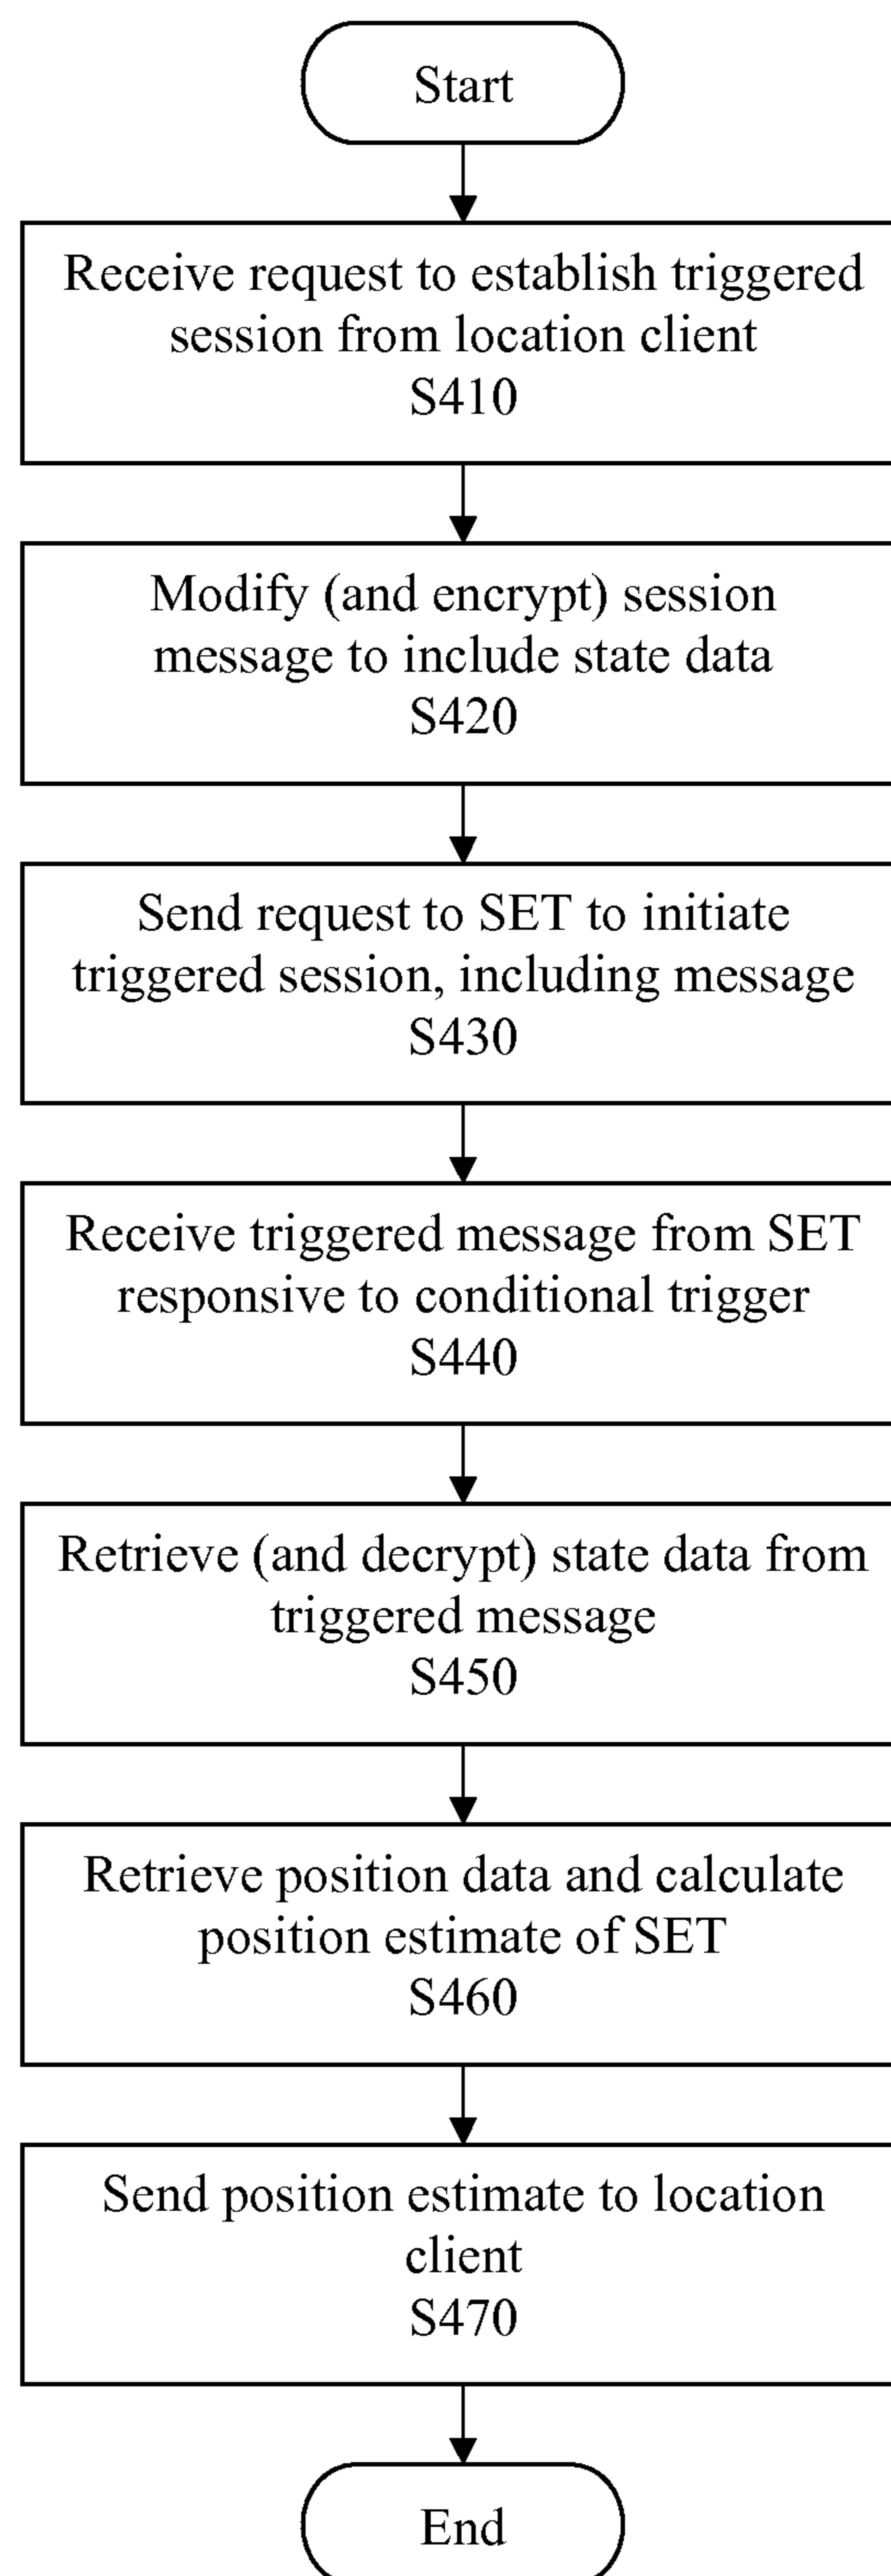 Start
Receive request to establish triggered
session from location client
S410
Modify (and encrypt) session
message to include state data
S420
Send request to SET to initiate
triggered session, including message
S430
Receive triggered message from SET
responsive to conditional trigger
S440
Retrieve (and decrypt) state data from
triggered message
S450
Retrieve position data and calculate
position estimate of SET
S460
Send position estimate to location
client
S470
End